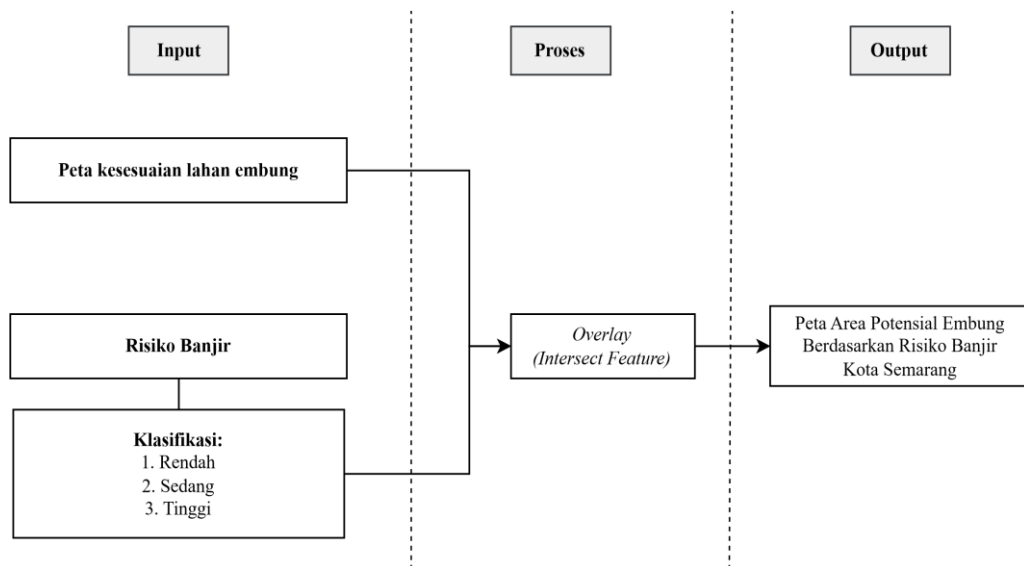 Input
Proses
Output
Peta kesesuaian lahan embung
Risiko Banjir
Klasifikasi:
1. Rendah
2. Sedang
3. Tinggi
Overlay
(Intersect Feature)
Peta Area Potensial Embung
Berdasarkan Risiko Banjir
Kota Semarang